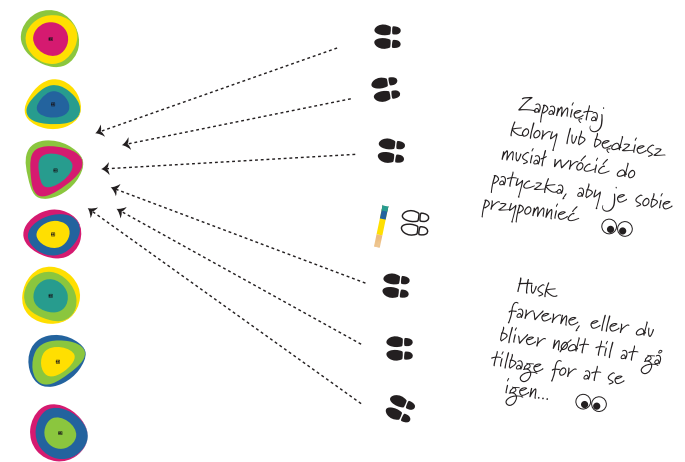 Zapamiętaj
kolory lub będziesz
musiał wrócić do
patyczka, aby je sobie
przypomnieć
Husk
farverne, eller du
bliver nødt til at gå
tilbage for at se
igen...